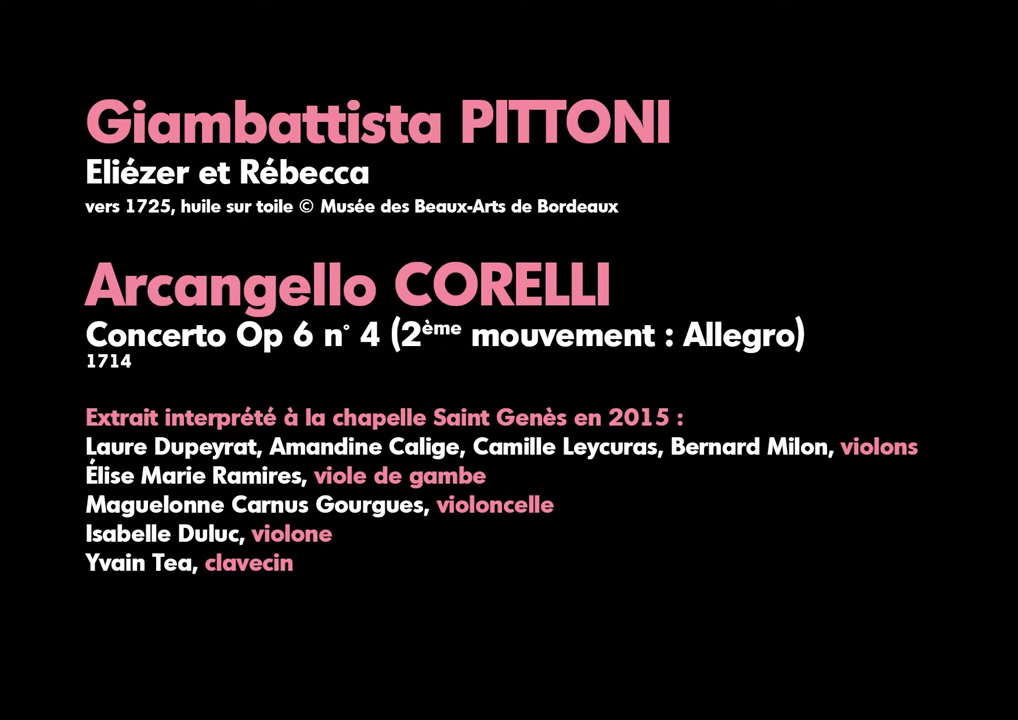 Giambattista PITTONI
Eliézer et Rébecca
vers 1725, huile sur toile © Musée des Beaux-Arts de Bordeaux
Arcangello CORELLI
Concerto Op 6 n° 4 (2ème mouvement : Allegro)
1714
Extrait interprété à la chapelle Saint Genès en 2015 :
Laure Dupeyrat, Amandine Calige, Camille Leycuras, Bernard Milon, violons
Élise Marie Ramires, viole de gambe
Maguelonne Carnus Gourgues, violoncelle
Isabelle Duluc, violone
Yvain Tea, clavecin